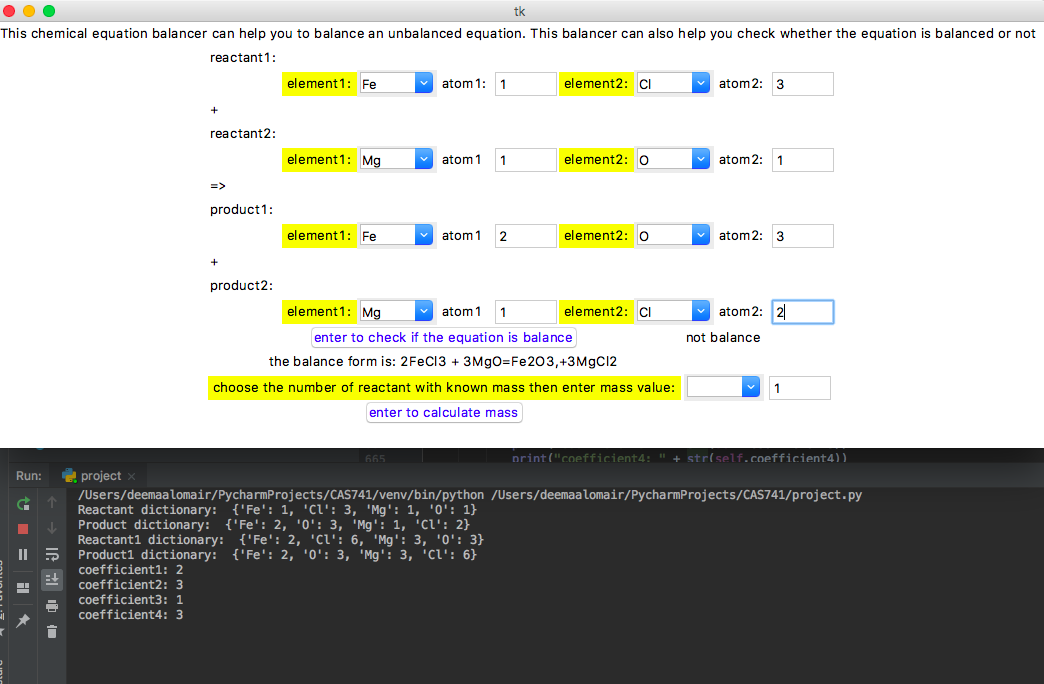 tk
This chemical equation balancer can help you to balance an unbalanced equation. This balancer can also help you check whether the equation is balanced or not
reactant1:
element1: Fe atom1: 1 element2: Cl atom2: 3
+
reactant2:
element1: Mg atom1 1 element2: O atom2: 1
=>
product1:
element1: Fe atom1 2 element2: O atom2: 3
+
product2:
element1: Mg atom1 1 element2: Cl atom2: 2
enter to check if the equation is balance not balance
the balance form is: 2FeCl3 + 3MgO=Fe2O3,+3MgCl2
choose the number of reactant with known mass then enter mass value: 1
enter to calculate mass
665 print("coefficient4: " + str(self.coefficient4))
Run: project
/Users/deemaalomair/PycharmProjects/CAS741/venv/bin/python /Users/deemaalomair/PycharmProjects/CAS741/project.py
Reactant dictionary:  {'Fe': 1, 'Cl': 3, 'Mg': 1, 'O': 1}
Product dictionary:  {'Fe': 2, 'O': 3, 'Mg': 1, 'Cl': 2}
Reactant1 dictionary:  {'Fe': 2, 'Cl': 6, 'Mg': 3, 'O': 3}
Product1 dictionary:  {'Fe': 2, 'O': 3, 'Mg': 3, 'Cl': 6}
coefficient1: 2
coefficient2: 3
coefficient3: 1
coefficient4: 3